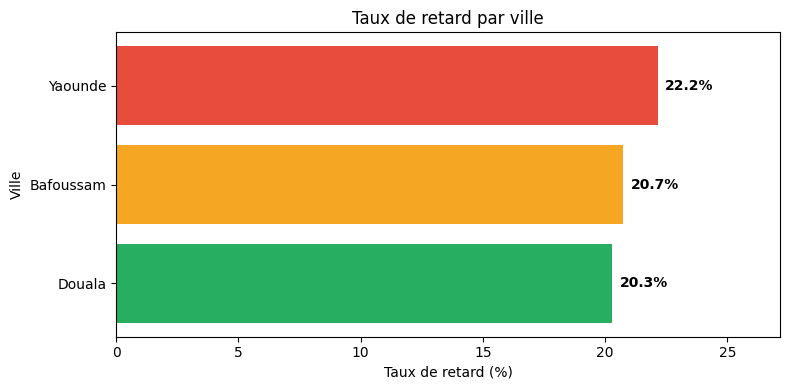 Taux de retard par ville
Ville
Yaounde
22.2%
Bafoussam
20.7%
Douala
20.3%
0 5 10 15 20 25
Taux de retard (%)